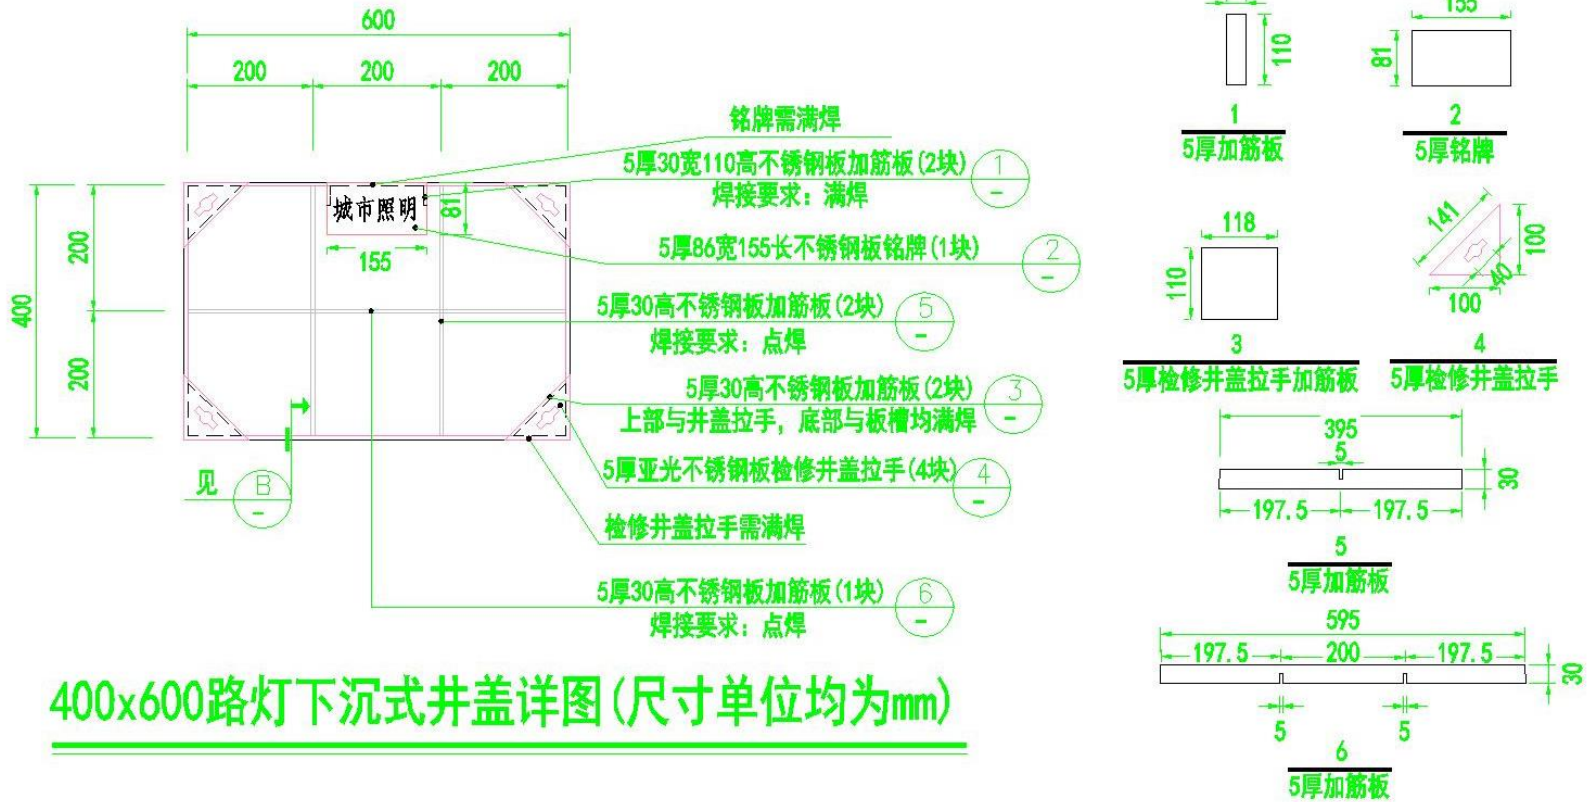 600
200
200
200
400
200
200
城市照明
81
155
铭牌需满焊
5厚30宽110高不锈钢板加筋板(2块)
1
-
焊接要求：满焊
5厚86宽155长不锈钢板铭牌(1块)
2
-
5厚30高不锈钢板加筋板(2块)
5
-
焊接要求：点焊
5厚30高不锈钢板加筋板(2块)
3
-
上部与井盖拉手，底部与板槽均满焊
5厚亚光不锈钢板检修井盖拉手(4块)
4
-
检修井盖拉手需满焊
5厚30高不锈钢板加筋板(1块)
6
-
焊接要求：点焊
见
B
-
400x600路灯下沉式井盖详图(尺寸单位均为mm)
110
1
5厚加筋板
155
81
2
5厚铭牌
118
110
3
5厚检修井盖拉手加筋板
141
100
40
100
4
5厚检修井盖拉手
395
5
30
197.5
197.5
5
5厚加筋板
595
197.5
200
197.5
30
5
5
6
5厚加筋板